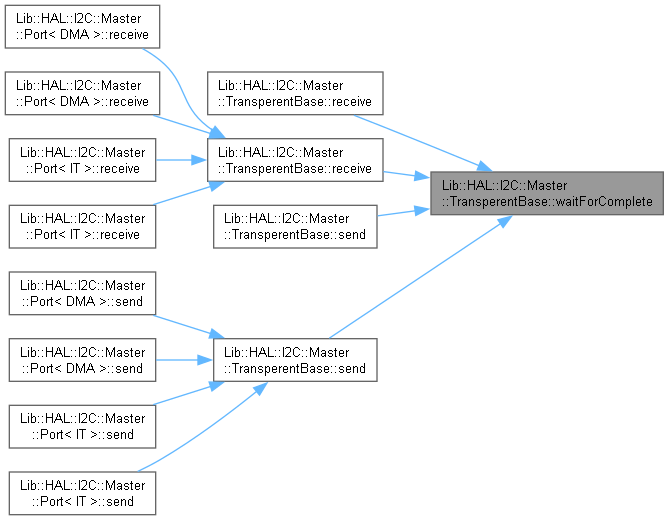 Lib::HAL::I2C::Master
::Port< DMA >::receive
Lib::HAL::I2C::Master
::Port< DMA >::receive
Lib::HAL::I2C::Master
::Port< IT >::receive
Lib::HAL::I2C::Master
::Port< IT >::receive
Lib::HAL::I2C::Master
::TransperentBase::receive
Lib::HAL::I2C::Master
::TransperentBase::receive
Lib::HAL::I2C::Master
::TransperentBase::send
Lib::HAL::I2C::Master
::TransperentBase::waitForComplete
Lib::HAL::I2C::Master
::Port< DMA >::send
Lib::HAL::I2C::Master
::Port< DMA >::send
Lib::HAL::I2C::Master
::Port< IT >::send
Lib::HAL::I2C::Master
::Port< IT >::send
Lib::HAL::I2C::Master
::TransperentBase::send